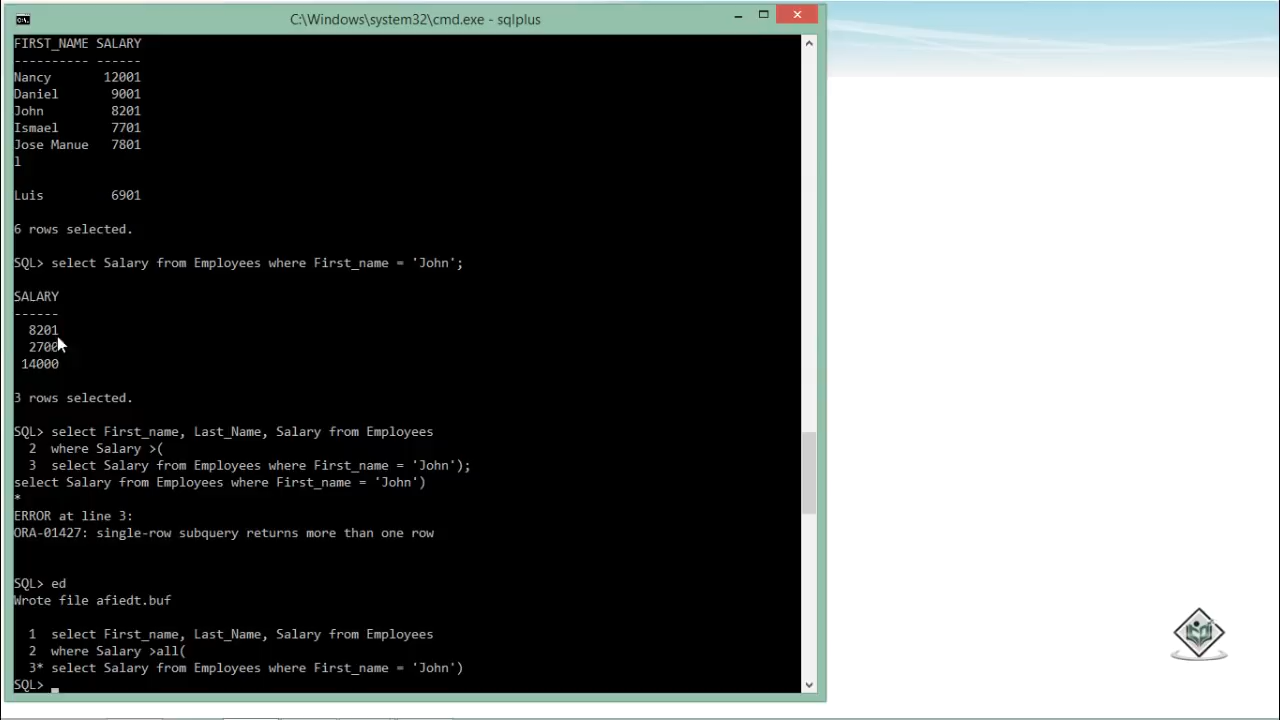 C:\Windows\system32\cmd.exe - sqlplus
FIRST_NAME SALARY
---------- ------
Nancy       12001
Daniel       9001
John         8201
Ismael       7701
Jose Manue   7801
l
Luis         6901
6 rows selected.
SQL> select Salary from Employees where First_name = 'John';
SALARY
------
  8201
  2700
 14000
3 rows selected.
SQL> select First_name, Last_Name, Salary from Employees
  2  where Salary >(
  3  select Salary from Employees where First_name = 'John');
select Salary from Employees where First_name = 'John')
*
ERROR at line 3:
ORA-01427: single-row subquery returns more than one row
SQL> ed
Wrote file afiedt.buf
  1  select First_name, Last_Name, Salary from Employees
  2  where Salary >all(
  3* select Salary from Employees where First_name = 'John')
SQL> _